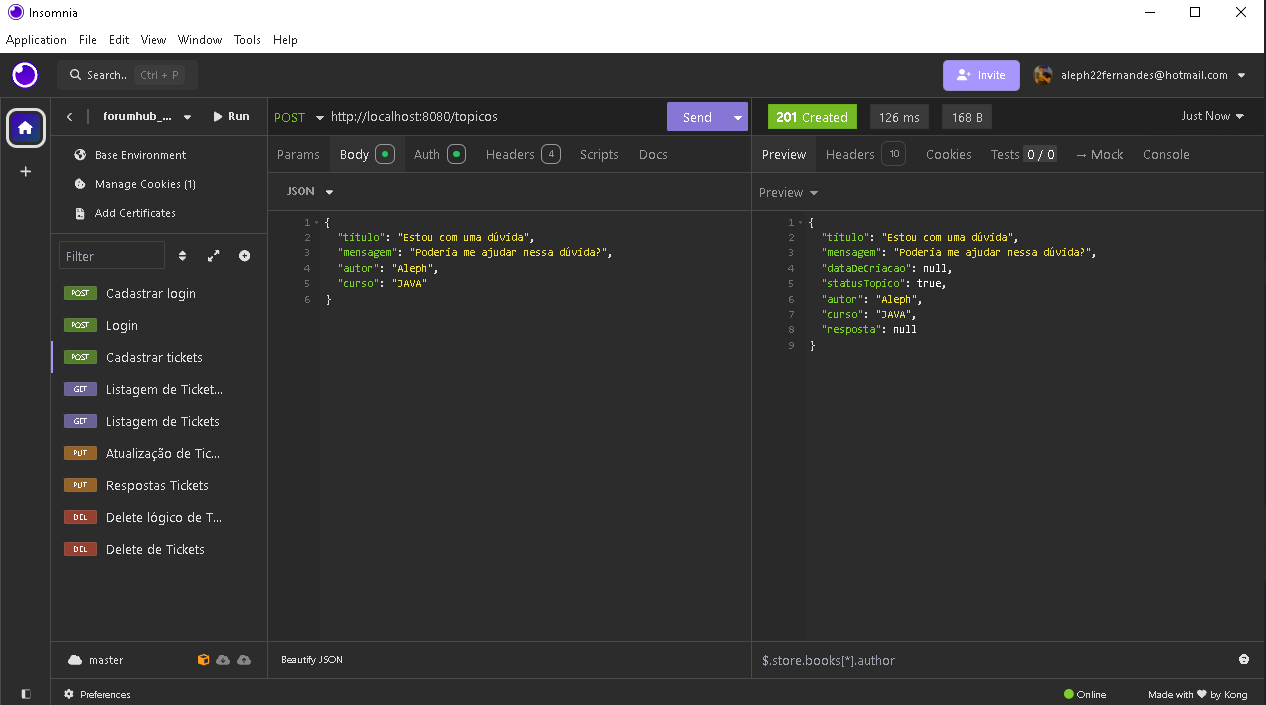 Insomnia
Application File Edit View Window Tools Help
Search.. Ctrl + P
Invite
aleph22fernandes@hotmail.com
forumhub_... Run
POST http://localhost:8080/topicos
Send
201 Created 126 ms 168 B
Just Now
Base Environment
Manage Cookies (1)
Add Certificates
Params Body Auth Headers 4 Scripts Docs
Preview Headers 10 Cookies Tests 0 / 0 → Mock Console
JSON
Preview
Filter
POST Cadastrar login
POST Login
POST Cadastrar tickets
GET Listagem de Ticket...
GET Listagem de Tickets
PUT Atualização de Tic...
PUT Respostas Tickets
DEL Delete lógico de T...
DEL Delete de Tickets
1 {
2 "titulo": "Estou com uma dúvida",
3 "mensagem": "Poderia me ajudar nessa dúvida?",
4 "autor": "Aleph",
5 "curso": "JAVA"
6 }
1 {
2 "titulo": "Estou com uma dúvida",
3 "mensagem": "Poderia me ajudar nessa dúvida?",
4 "dataDeCriacao": null,
5 "statusTopico": true,
6 "autor": "Aleph",
7 "curso": "JAVA",
8 "resposta": null
9 }
master
Beautify JSON
$.store.books[*].author
Preferences
Online
Made with ♥ by Kong